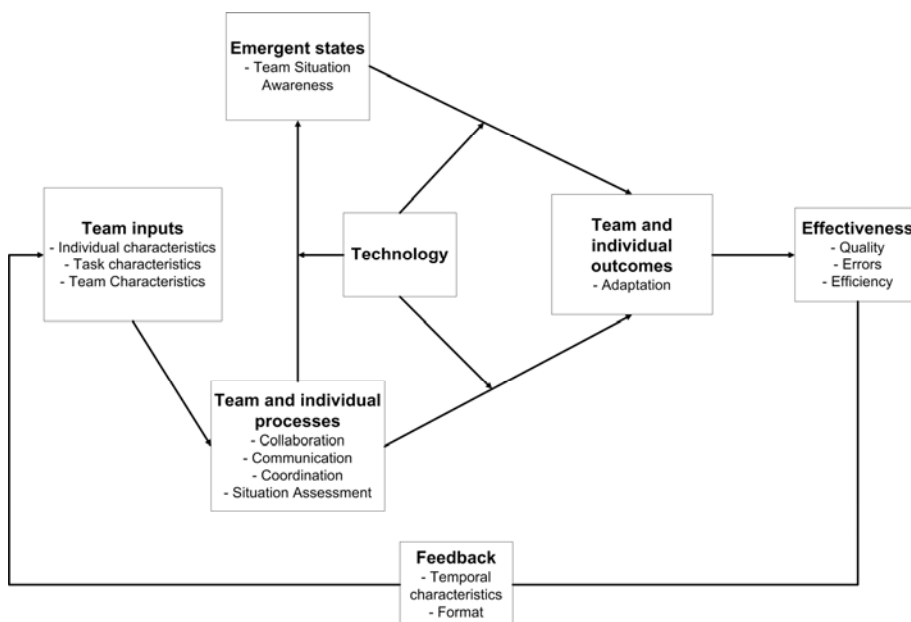 Emergent states
- Team Situation
Awareness
Team inputs
- Individual characteristics
- Task characteristics
- Team Characteristics
Technology
Team and
individual
outcomes
- Adaptation
Effectiveness
- Quality
- Errors
- Efficiency
Team and individual
processes
- Collaboration
- Communication
- Coordination
- Situation Assessment
Feedback
- Temporal
characteristics
- Format